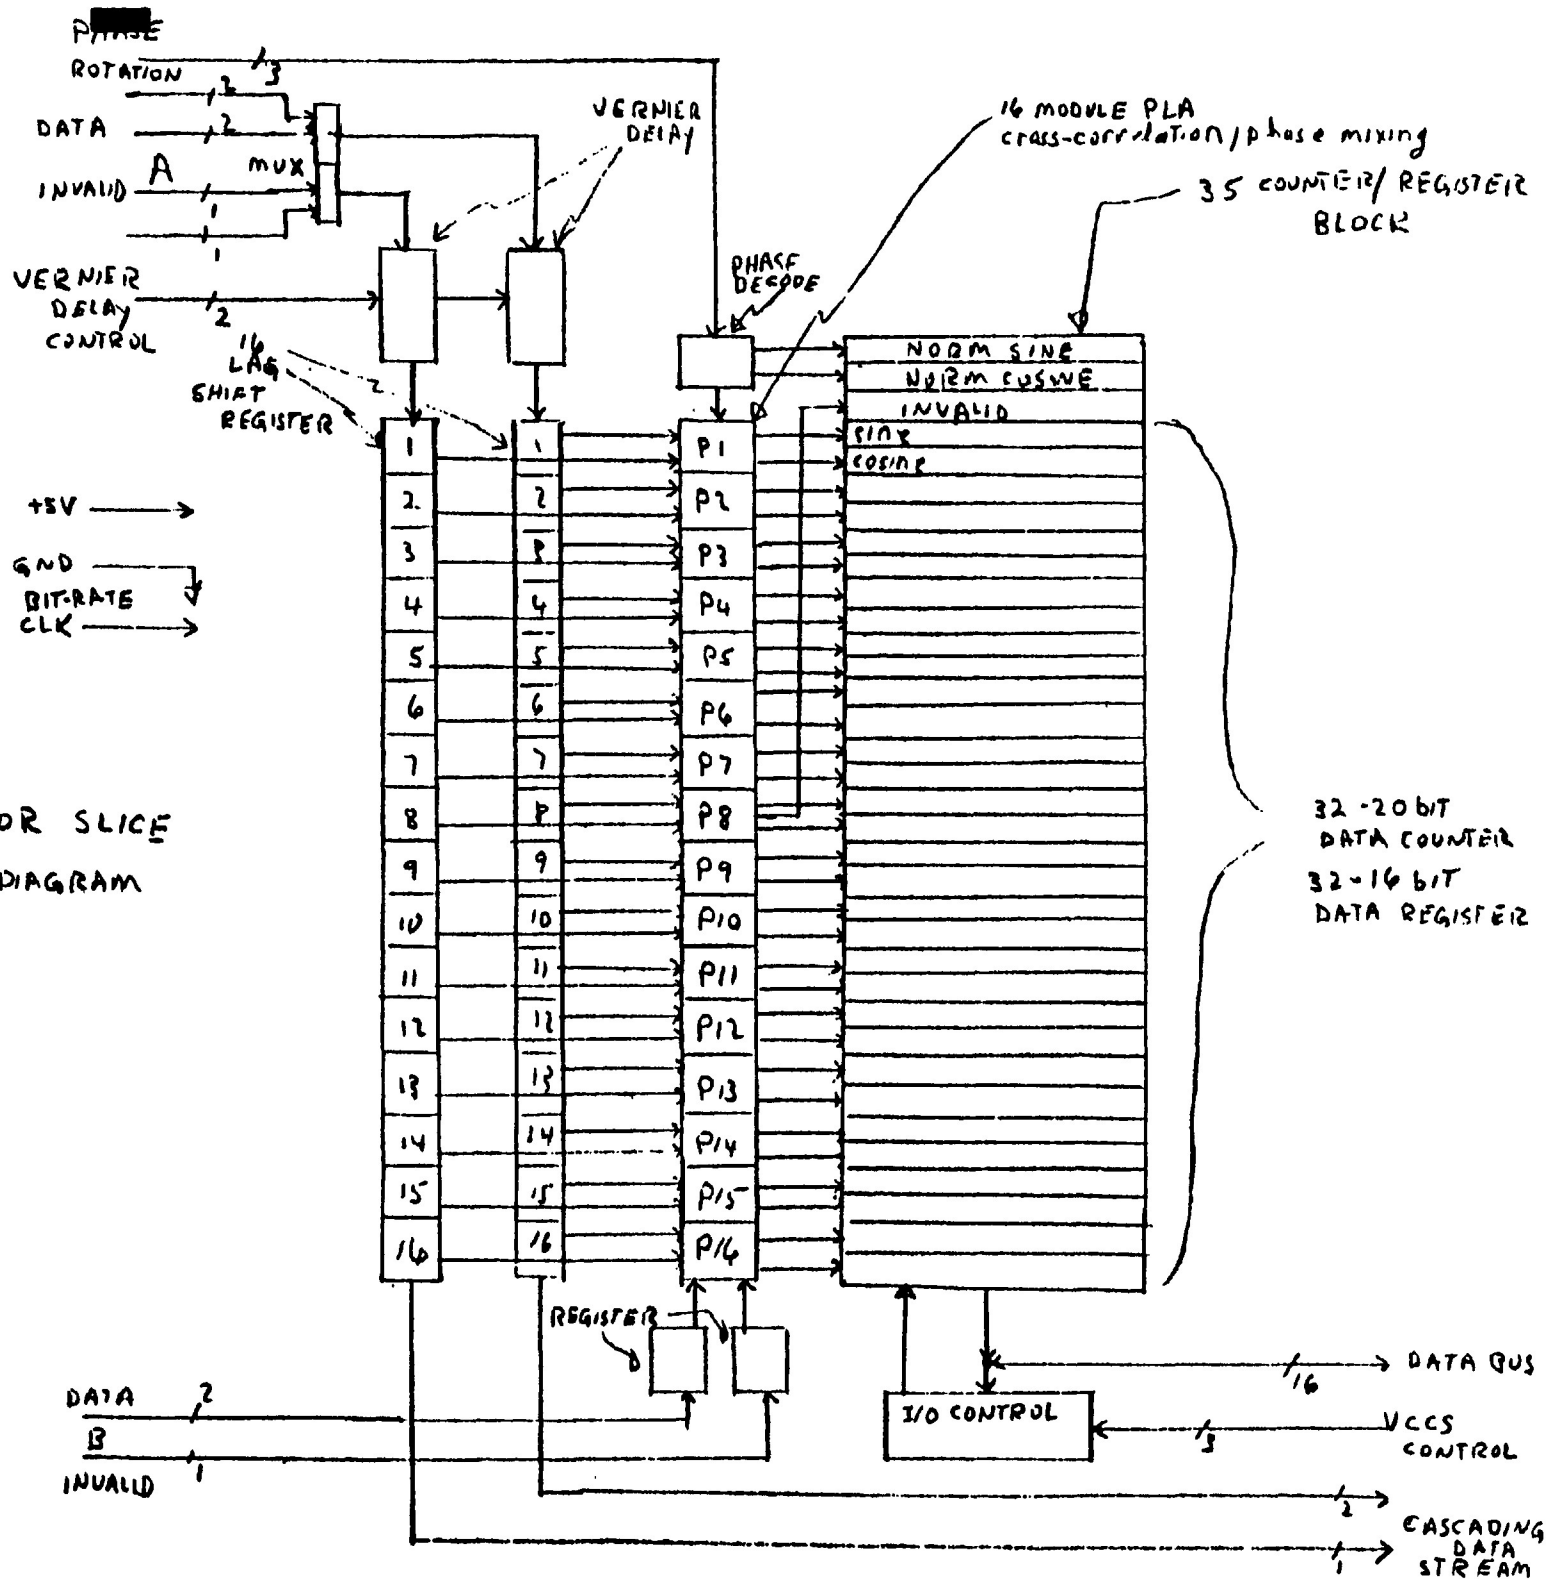 PHASE
ROTATION
3
2
DATA
2
A
INVALID
MUX
1
1
VERNIER
DELAY
CONTROL
2
VERNIER
DELAY
16 MODULE PLA
cross-correlation/phase mixing
35 COUNTER/REGISTER
BLOCK
PHASE
DECODE
16
LAG
SHIFT
REGISTER
NORM SINE
NORM COSINE
INVALID
sine
cosine
+5V
GND
BIT-RATE
CLK
OR SLICE
DIAGRAM
1 1 P1
2 2 P2
3 3 P3
4 4 P4
5 5 P5
6 6 P6
7 7 P7
8 8 P8
9 9 P9
10 10 P10
11 11 P11
12 12 P12
13 13 P13
14 14 P14
15 15 P15
16 16 P16
32-20 bit
DATA COUNTER
32-16 bit
DATA REGISTER
REGISTER
DATA
2
B
1
INVALID
I/O CONTROL
16
DATA BUS
VCCS
CONTROL
2
1
CASCADING
DATA
STREAM